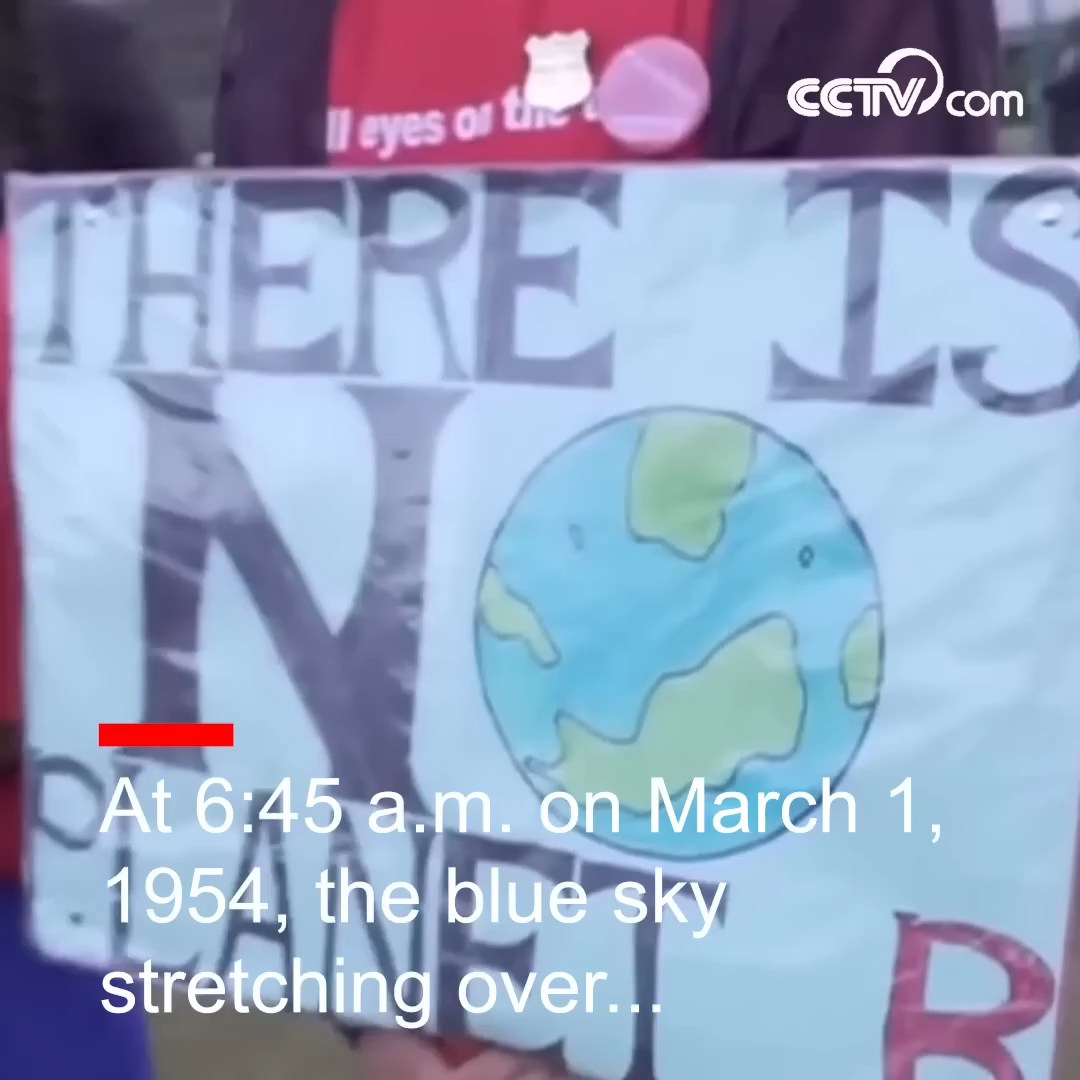 CCTV com
ll eyes on the
THERE IS
NO
PLANET B
At 6:45 a.m. on March 1,
1954, the blue sky
stretching over...